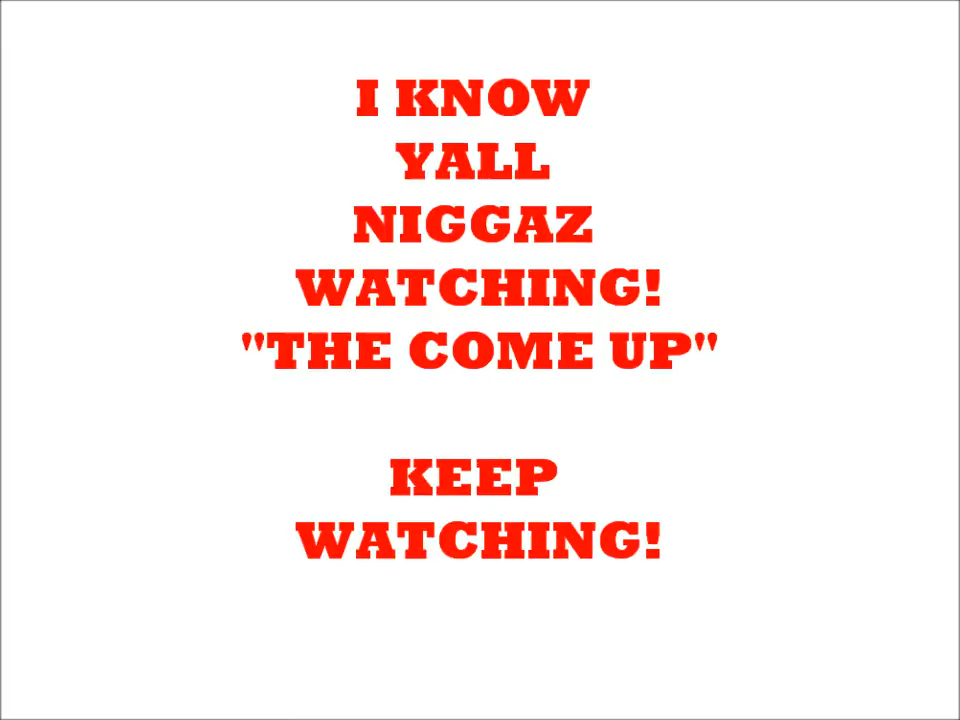 I KNOW
YALL
NIGGAZ
WATCHING!
"THE COME UP"
KEEP
WATCHING!